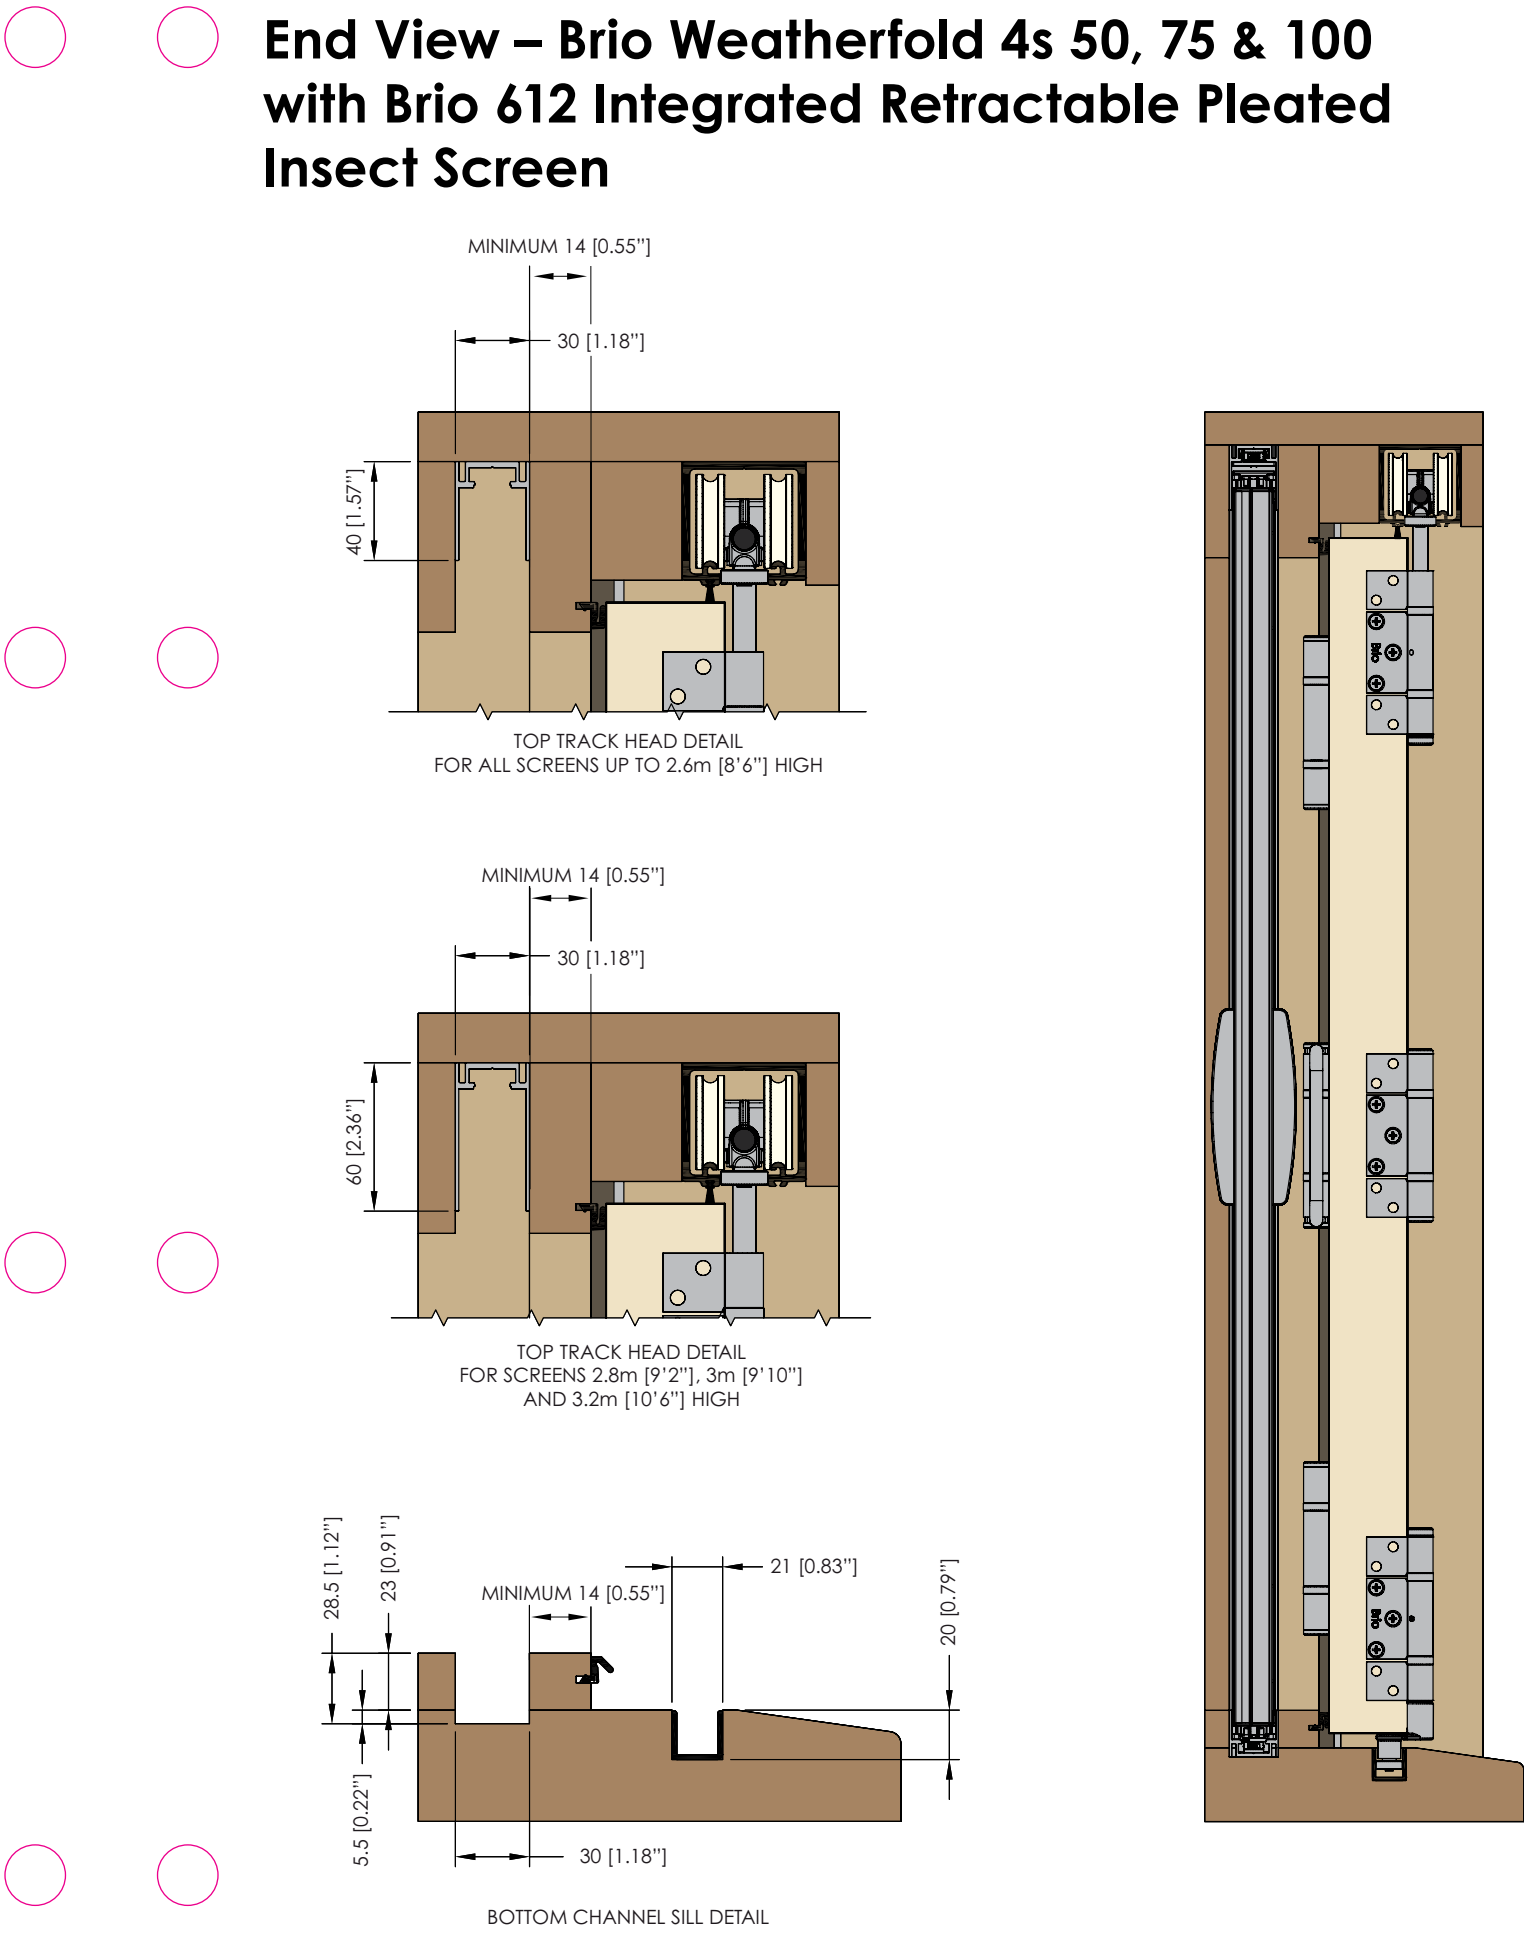 End View – Brio Weatherfold 4s 50, 75 & 100
with Brio 612 Integrated Retractable Pleated
Insect Screen
MINIMUM 14 [0.55”]
30 [1.18”]
40 [1.57”]
TOP TRACK HEAD DETAIL
FOR ALL SCREENS UP TO 2.6m [8’6”] HIGH
MINIMUM 14 [0.55”]
30 [1.18”]
60 [2.36”]
TOP TRACK HEAD DETAIL
FOR SCREENS 2.8m [9’2”], 3m [9’10”]
AND 3.2m [10’6”] HIGH
28.5 [1.12”]
23 [0.91”]
MINIMUM 14 [0.55”]
21 [0.83”]
20 [0.79”]
5.5 [0.22”]
30 [1.18”]
BOTTOM CHANNEL SILL DETAIL
Brio
Brio